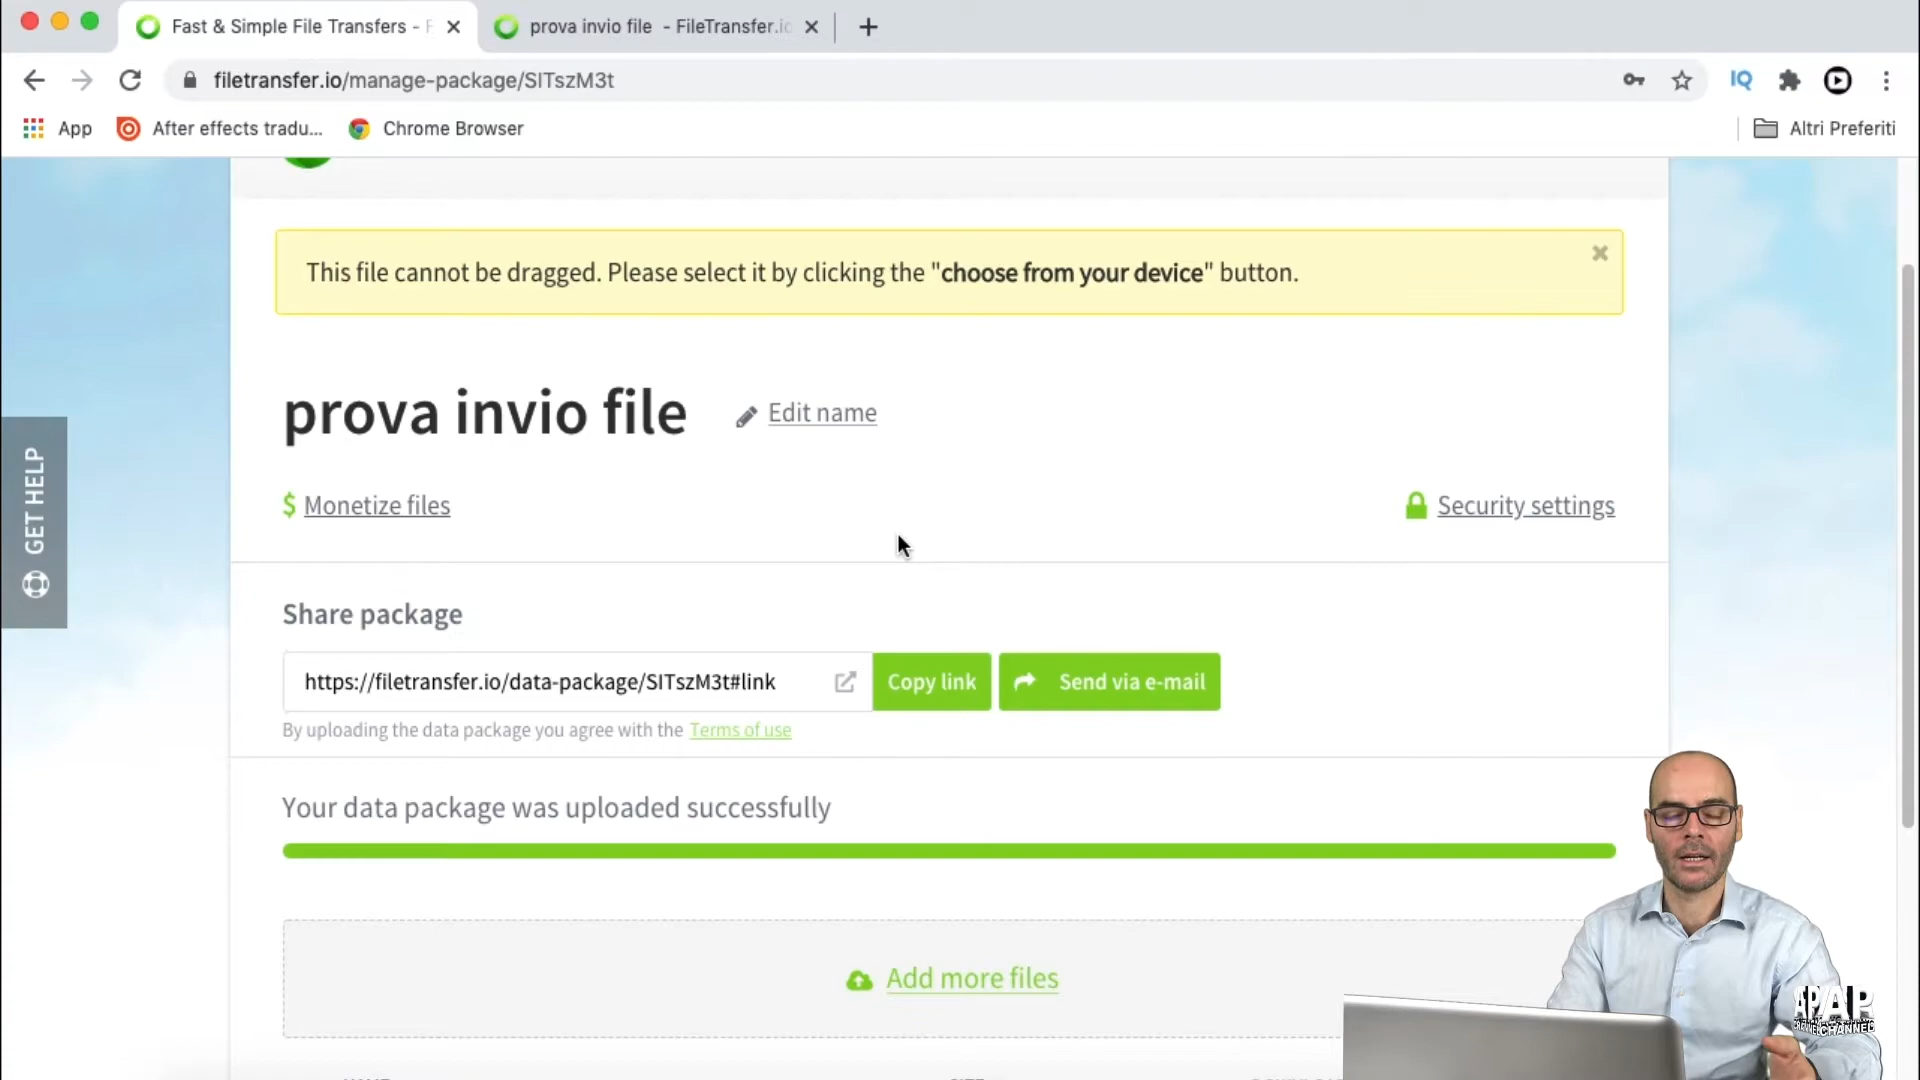 Fast & Simple File Transfers - F
prova invio file - FileTransfer.io
filetransfer.io/manage-package/SITszM3t
IQ
App
After effects tradu...
Chrome Browser
Altri Preferiti
This file cannot be dragged. Please select it by clicking the "choose from your device" button.
prova invio file
Edit name
GET HELP
$ Monetize files
Security settings
Share package
https://filetransfer.io/data-package/SITszM3t#link
Copy link
Send via e-mail
By uploading the data package you agree with the Terms of use
Your data package was uploaded successfully
Add more files
CHANNEL